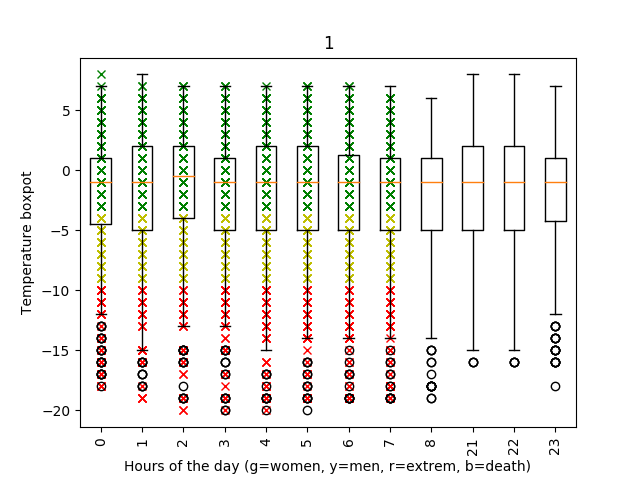 1
Temperature boxpot
5
0
−5
−10
−15
−20
0 1 2 3 4 5 6 7 8 21 22 23
Hours of the day (g=women, y=men, r=extrem, b=death)